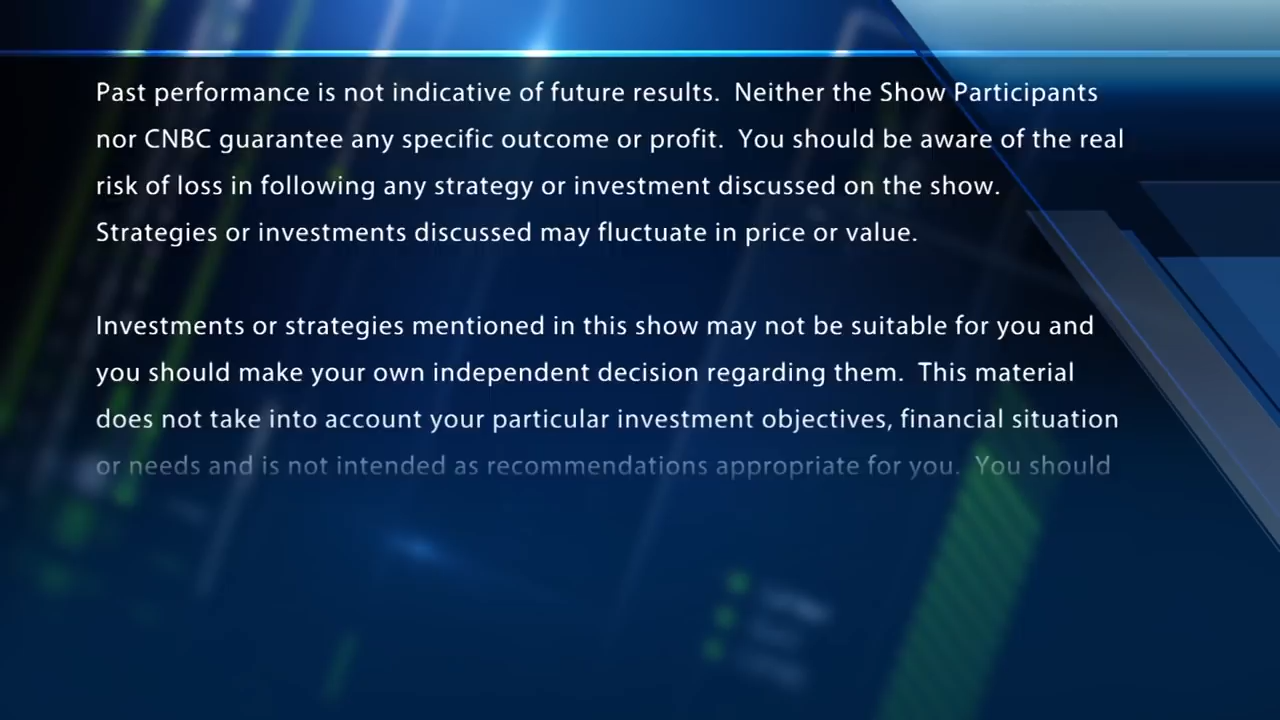 Past performance is not indicative of future results.  Neither the Show Participants
nor CNBC guarantee any specific outcome or profit.  You should be aware of the real
risk of loss in following any strategy or investment discussed on the show.
Strategies or investments discussed may fluctuate in price or value.
Investments or strategies mentioned in this show may not be suitable for you and
you should make your own independent decision regarding them.  This material
does not take into account your particular investment objectives, financial situation
or needs and is not intended as recommendations appropriate for you.  You should